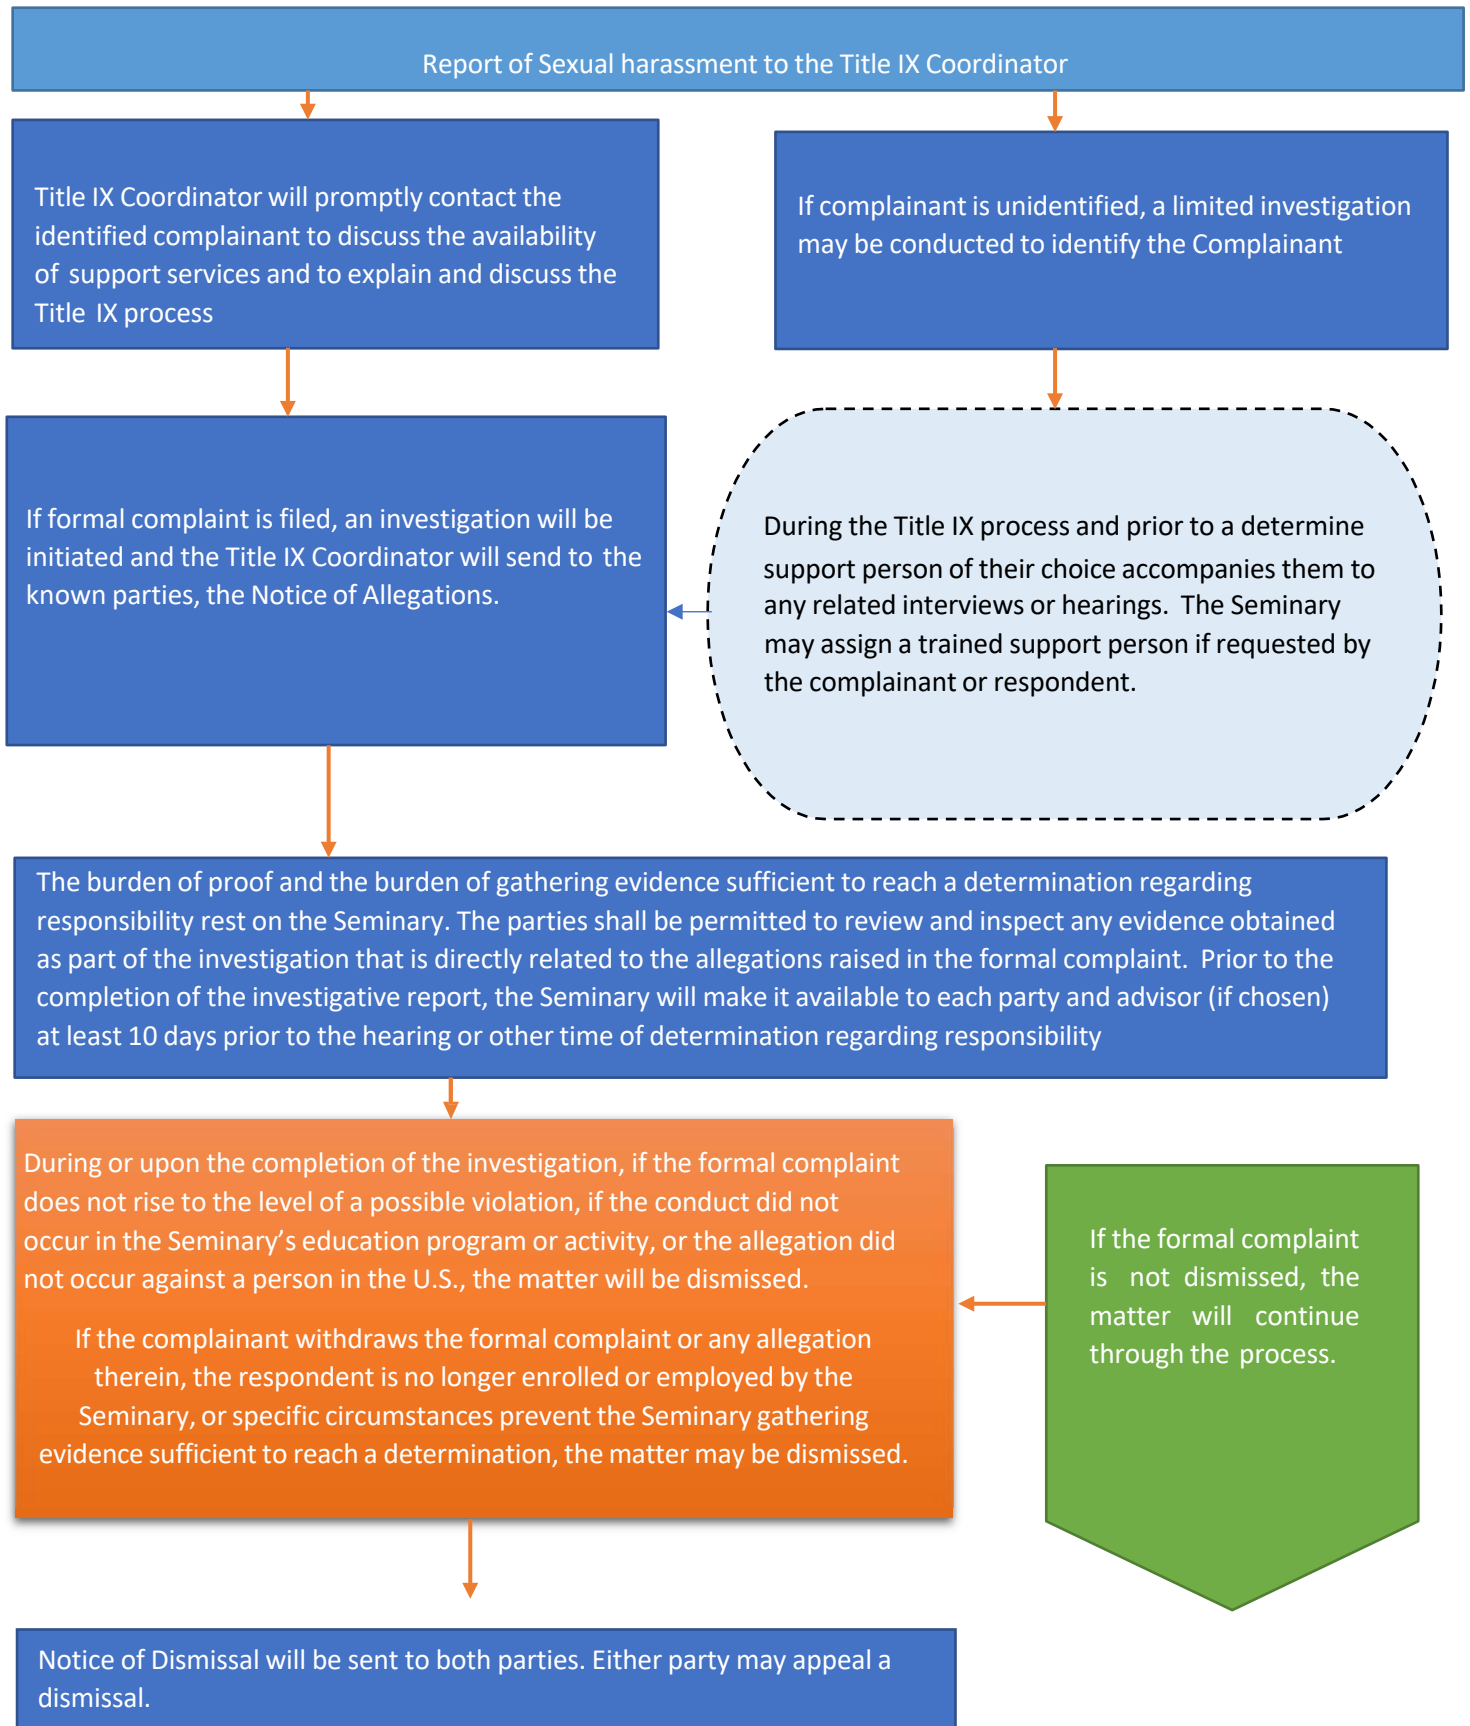 Report of Sexual harassment to the Title IX Coordinator
Title IX Coordinator will promptly contact the
identified complainant to discuss the availability
of support services and to explain and discuss the
Title IX process
If complainant is unidentified, a limited investigation
may be conducted to identify the Complainant
If formal complaint is filed, an investigation will be
initiated and the Title IX Coordinator will send to the
known parties, the Notice of Allegations.
During the Title IX process and prior to a determine
support person of their choice accompanies them to
any related interviews or hearings. The Seminary
may assign a trained support person if requested by
the complainant or respondent.
The burden of proof and the burden of gathering evidence sufficient to reach a determination regarding
responsibility rest on the Seminary. The parties shall be permitted to review and inspect any evidence obtained
as part of the investigation that is directly related to the allegations raised in the formal complaint. Prior to the
completion of the investigative report, the Seminary will make it available to each party and advisor (if chosen)
at least 10 days prior to the hearing or other time of determination regarding responsibility
During or upon the completion of the investigation, if the formal complaint
does not rise to the level of a possible violation, if the conduct did not
occur in the Seminary’s education program or activity, or the allegation did
not occur against a person in the U.S., the matter will be dismissed.
If the complainant withdraws the formal complaint or any allegation
therein, the respondent is no longer enrolled or employed by the
Seminary, or specific circumstances prevent the Seminary gathering
evidence sufficient to reach a determination, the matter may be dismissed.
If the formal complaint
is not dismissed, the
matter will continue
through the process.
Notice of Dismissal will be sent to both parties. Either party may appeal a
dismissal.